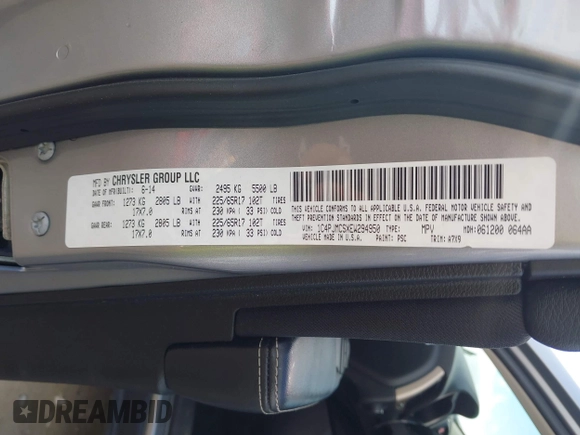 MFD BY CHRYSLER GROUP LLC
DATE OF MFD(BUILT): 6-14 GVWR: 2495 KG 5500 LB
GAWR FRONT: 1273 KG 2805 LB 225/65R17 102T TIRES
WITH
17X7.0 RIMS AT 230 KPA ( 33 PSI) COLD
GAWR REAR: 1273 KG 2805 LB 225/65R17 102T TIRES
WITH
17X7.0 RIMS AT 230 KPA ( 33 PSI) COLD
THIS VEHICLE CONFORMS TO ALL APPLICABLE U.S.A. FEDERAL MOTOR VEHICLE SAFETY AND
THEFT PREVENTION STANDARDS IN EFFECT ON THE DATE OF MANUFACTURE SHOWN ABOVE.
VIN: 1C4PJMCSXEW294950 TYPE: MPV MDH: 061200 064AA
VEHICLE MADE IN U.S.A. PAINT: PSC TRIM: A7X9
DREAMBID